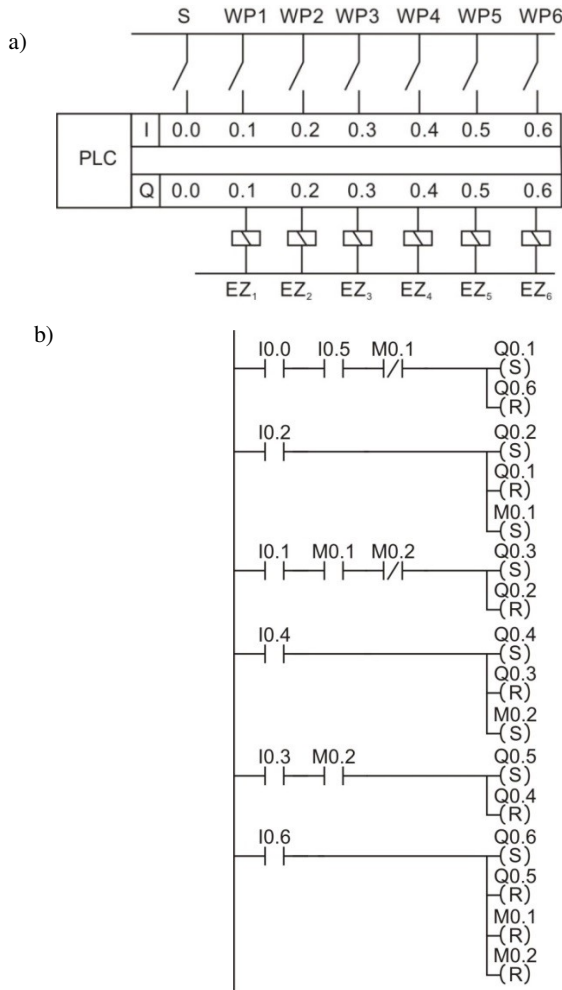 a)
S WP1 WP2 WP3 WP4 WP5 WP6
PLC
I 0.0 0.1 0.2 0.3 0.4 0.5 0.6
Q 0.0 0.1 0.2 0.3 0.4 0.5 0.6
EZ₁ EZ₂ EZ₃ EZ₄ EZ₅ EZ₆
b)
I0.0 I0.5 M0.1 Q0.1
(S)
Q0.6
(R)
I0.2 Q0.2
(S)
Q0.1
(R)
M0.1
(S)
I0.1 M0.1 M0.2 Q0.3
(S)
Q0.2
(R)
I0.4 Q0.4
(S)
Q0.3
(R)
M0.2
(S)
I0.3 M0.2 Q0.5
(S)
Q0.4
(R)
I0.6 Q0.6
(S)
Q0.5
(R)
M0.1
(R)
M0.2
(R)